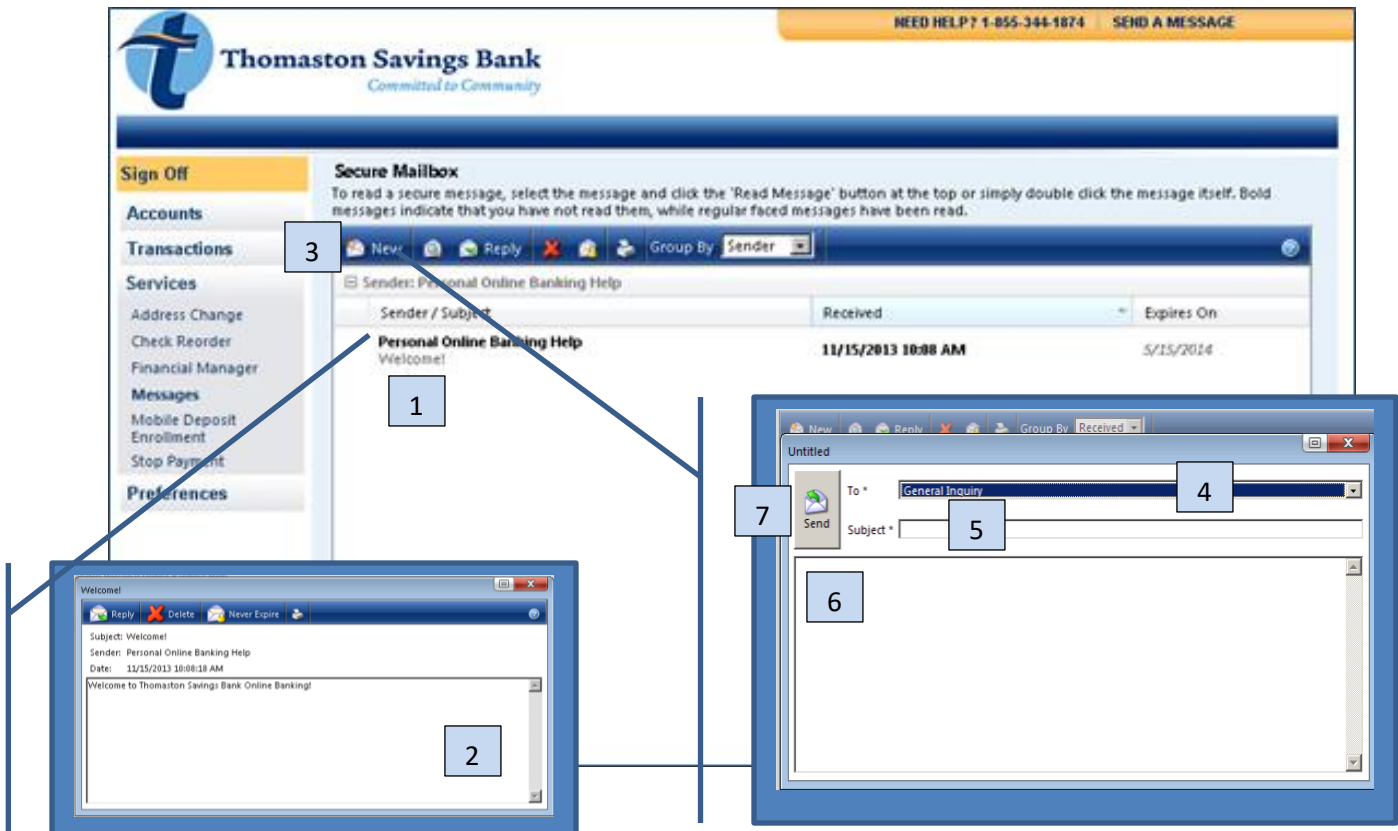 NEED HELP? 1-855-344-1874 SEND A MESSAGE
t
Thomaston Savings Bank
Committed to Community
Sign Off
Accounts
Transactions
Services
Address Change
Check Reorder
Financial Manager
Messages
Mobile Deposit
Enrollment
Stop Payment
Preferences
Secure Mailbox
To read a secure message, select the message and click the 'Read Message' button at the top or simply double click the message itself. Bold
messages indicate that you have not read them, while regular faced messages have been read.
3
New Reply Group By Sender
Sender: Personal Online Banking Help
Sender / Subject Received Expires On
Personal Online Banking Help 11/15/2013 10:08 AM 5/15/2014
Welcome!
1
Welcome!
Reply Delete Never Expire
Subject: Welcome!
Sender: Personal Online Banking Help
Date: 11/15/2013 10:08:18 AM
Welcome to Thomaston Savings Bank Online Banking!
2
New Reply Group By Received
Untitled
7
Send
To * General Inquiry
4
Subject *
5
6